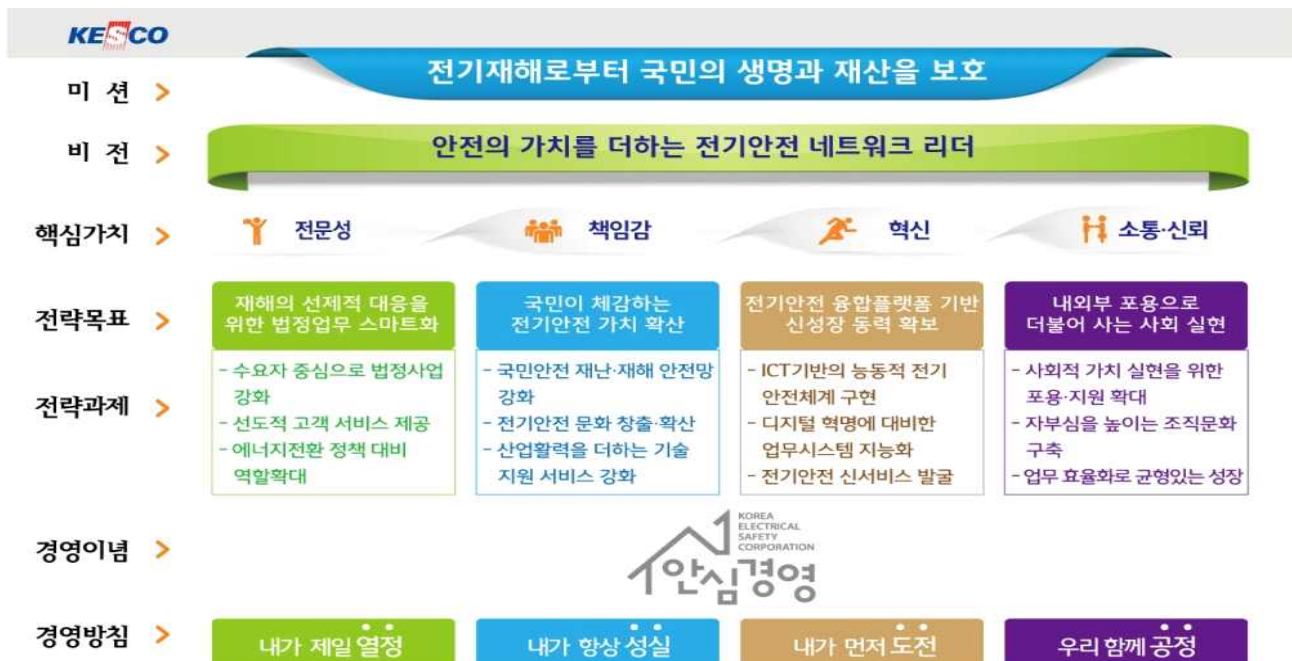 KESCO
미 션 >
전기재해로부터 국민의 생명과 재산을 보호
비 전 >
안전의 가치를 더하는 전기안전 네트워크 리더
핵심가치 >
전문성
책임감
혁신
소통·신뢰
전략목표 >
재해의 선제적 대응을
위한 법정업무 스마트화
국민이 체감하는
전기안전 가치 확산
전기안전 융합플랫폼 기반
신성장 동력 확보
내외부 포용으로
더불어 사는 사회 실현
전략과제 >
- 수요자 중심으로 법정사업
강화
- 선도적 고객 서비스 제공
- 에너지전환 정책 대비
역할확대
- 국민안전 재난·재해 안전망
강화
- 전기안전 문화 창출·확산
- 산업활력을 더하는 기술
지원 서비스 강화
- ICT기반의 능동적 전기
안전체계 구현
- 디지털 혁명에 대비한
업무시스템 지능화
- 전기안전 신서비스 발굴
- 사회적 가치 실현을 위한
포용·지원 확대
- 자부심을 높이는 조직문화
구축
- 업무 효율화로 균형있는 성장
경영이념 >
KOREA
ELECTRICAL
SAFETY
CORPORATION
안심경영
경영방침 >
내가 제일 열정
내가 항상 성실
내가 먼저 도전
우리 함께 공정